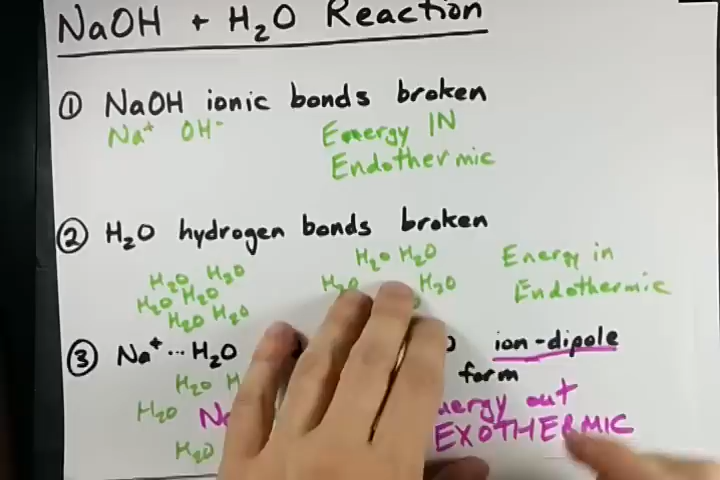 NaOH + H₂O Reaction
① NaOH ionic bonds broken
Na⁺ OH⁻ Energy IN
Endothermic
② H₂O hydrogen bonds broken
H₂O H₂O Energy in
H₂O H₂O H₂O H₂O Endothermic
H₂O H₂O
H₂O H₂O
③ Na⁺ ... H₂O ion-dipole
form
H₂O
H₂O out
H₂O EXOTHERMIC